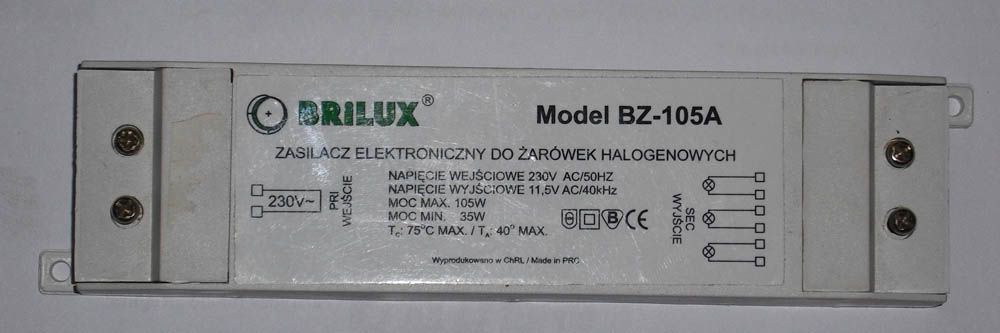 BRILUX®
Model BZ-105A
ZASILACZ ELEKTRONICZNY DO ŻARÓWEK HALOGENOWYCH
230V~
PRI
WEJŚCIE
NAPIĘCIE WEJŚCIOWE 230V AC/50HZ
NAPIĘCIE WYJŚCIOWE 11,5V AC/40kHz
MOC MAX. 105W
MOC MIN. 35W
Tc: 75°C MAX. / TA: 40° MAX.
B CE
SEC
WYJŚCIE
Wyprodukowano w ChRL / Made in PRC